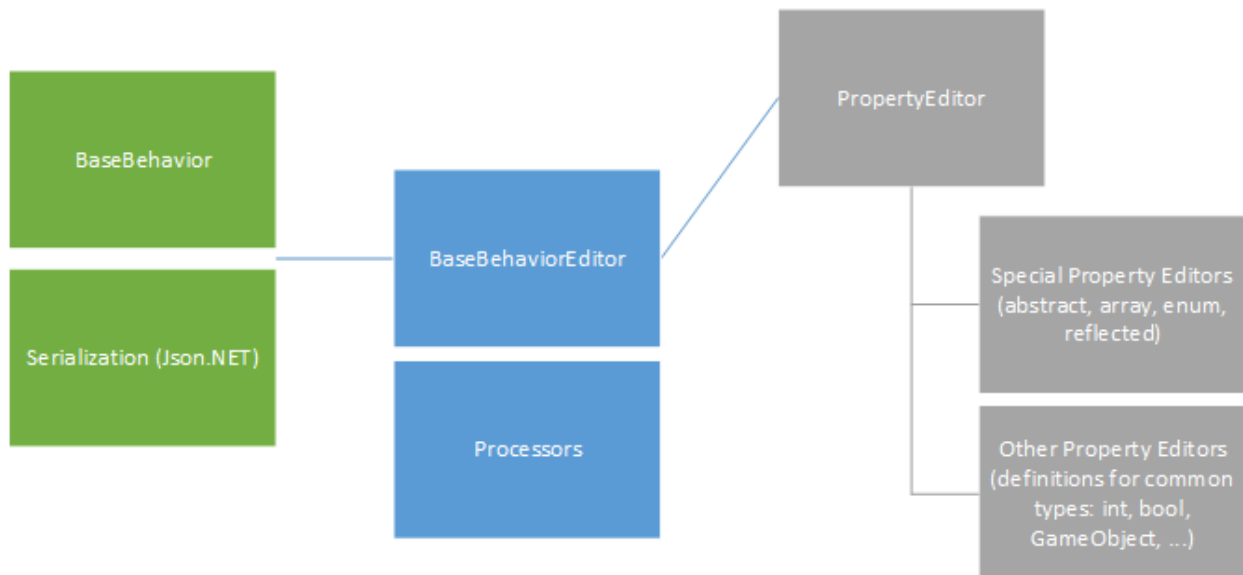 BaseBehavior
Serialization (Json.NET)
BaseBehaviorEditor
Processors
PropertyEditor
Special Property Editors
(abstract, array, enum,
reflected)
Other Property Editors
(definitions for common
types: int, bool,
GameObject, ...)